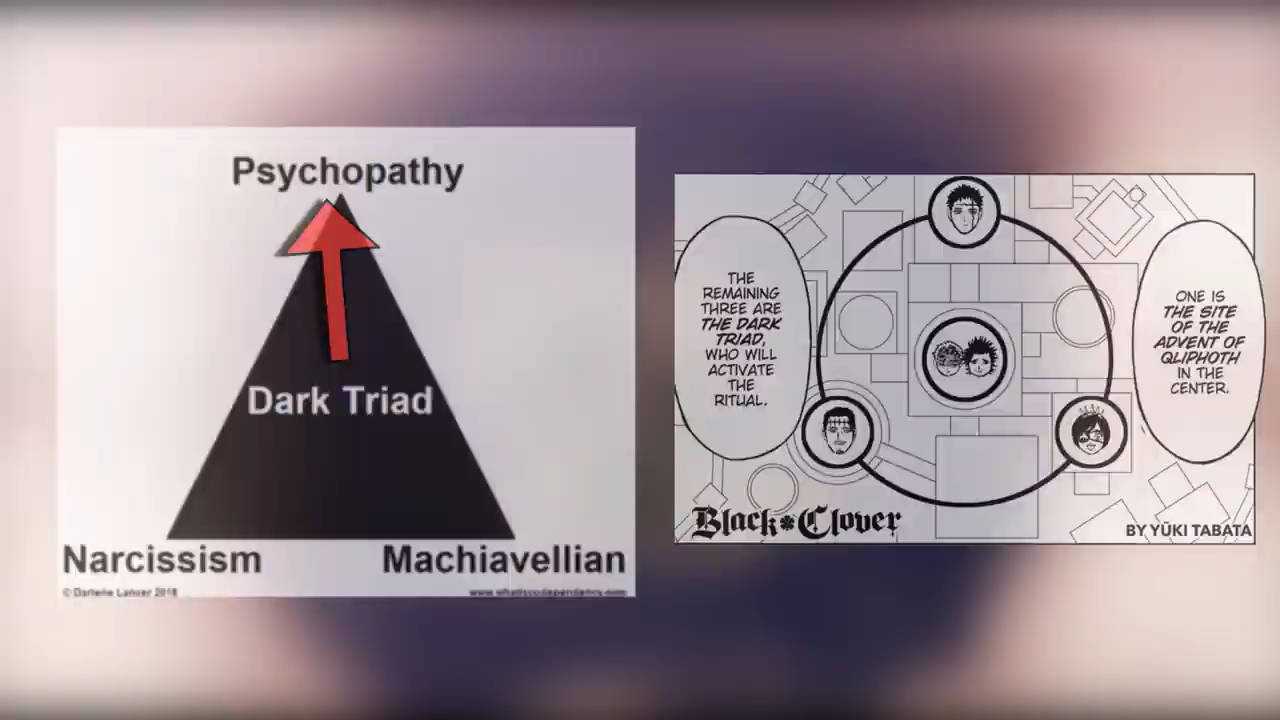 Psychopathy
Dark Triad
Narcissism
Machiavellian
© Darlene Lancer 2018
www.whatiscodependency.com
THE
REMAINING
THREE ARE
THE DARK
TRIAD,
WHO WILL
ACTIVATE
THE
RITUAL.
ONE IS
THE SITE
OF THE
ADVENT OF
QLIPHOTH
IN THE
CENTER.
Black Clover
BY YŪKI TABATA